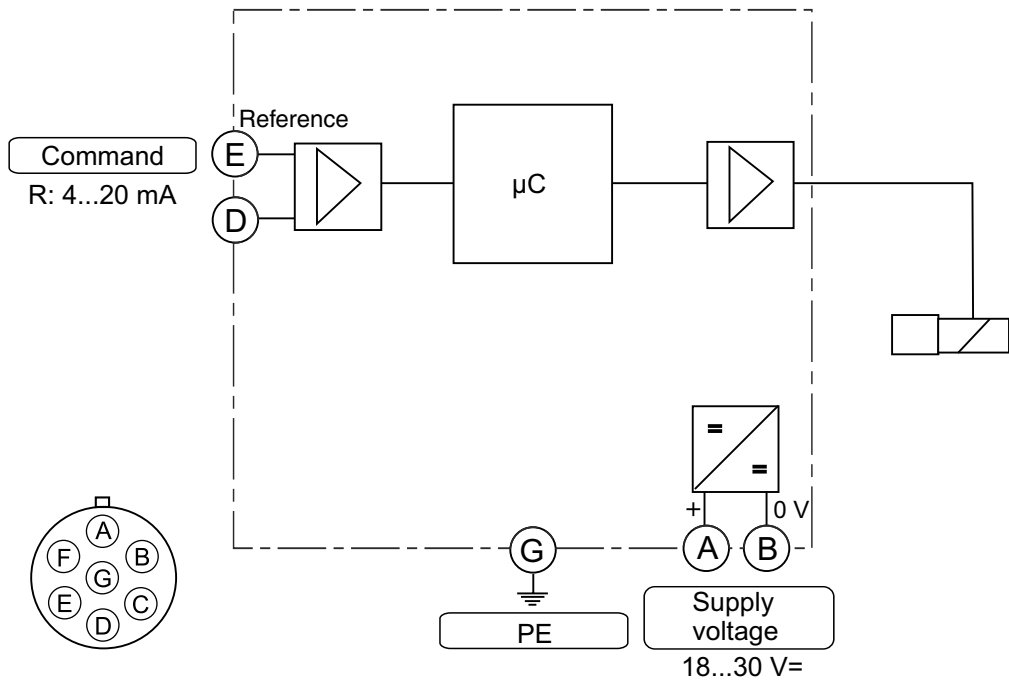 Reference
E
Command
R: 4...20 mA
D
µC
+
0 V
G
A
B
PE
Supply
voltage
18...30 V=
A
F
B
G
E
C
D